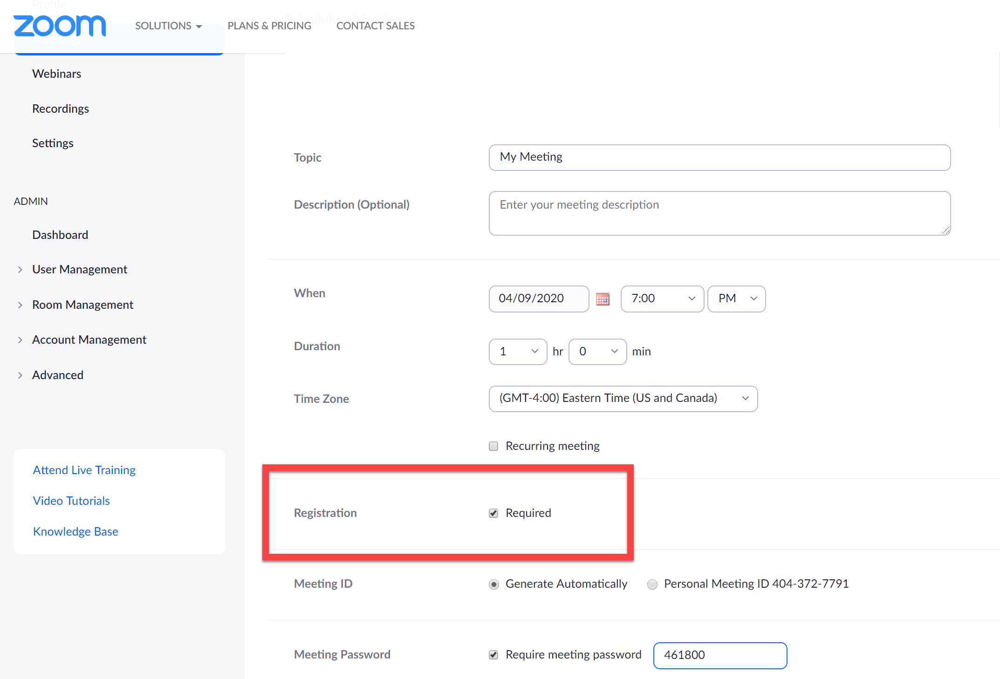 Profile
Schedule a Meeting
zoom SOLUTIONS PLANS & PRICING CONTACT SALES
Meetings
Webinars
Recordings
Settings
ADMIN
Dashboard
User Management
Room Management
Account Management
Advanced
Attend Live Training
Video Tutorials
Knowledge Base
Topic My Meeting
Description (Optional) Enter your meeting description
When 04/09/2020 7:00 PM
Duration 1 hr 0 min
Time Zone (GMT-4:00) Eastern Time (US and Canada)
Recurring meeting
Registration Required
Meeting ID Generate Automatically Personal Meeting ID 404-372-7791
Meeting Password Require meeting password 461800